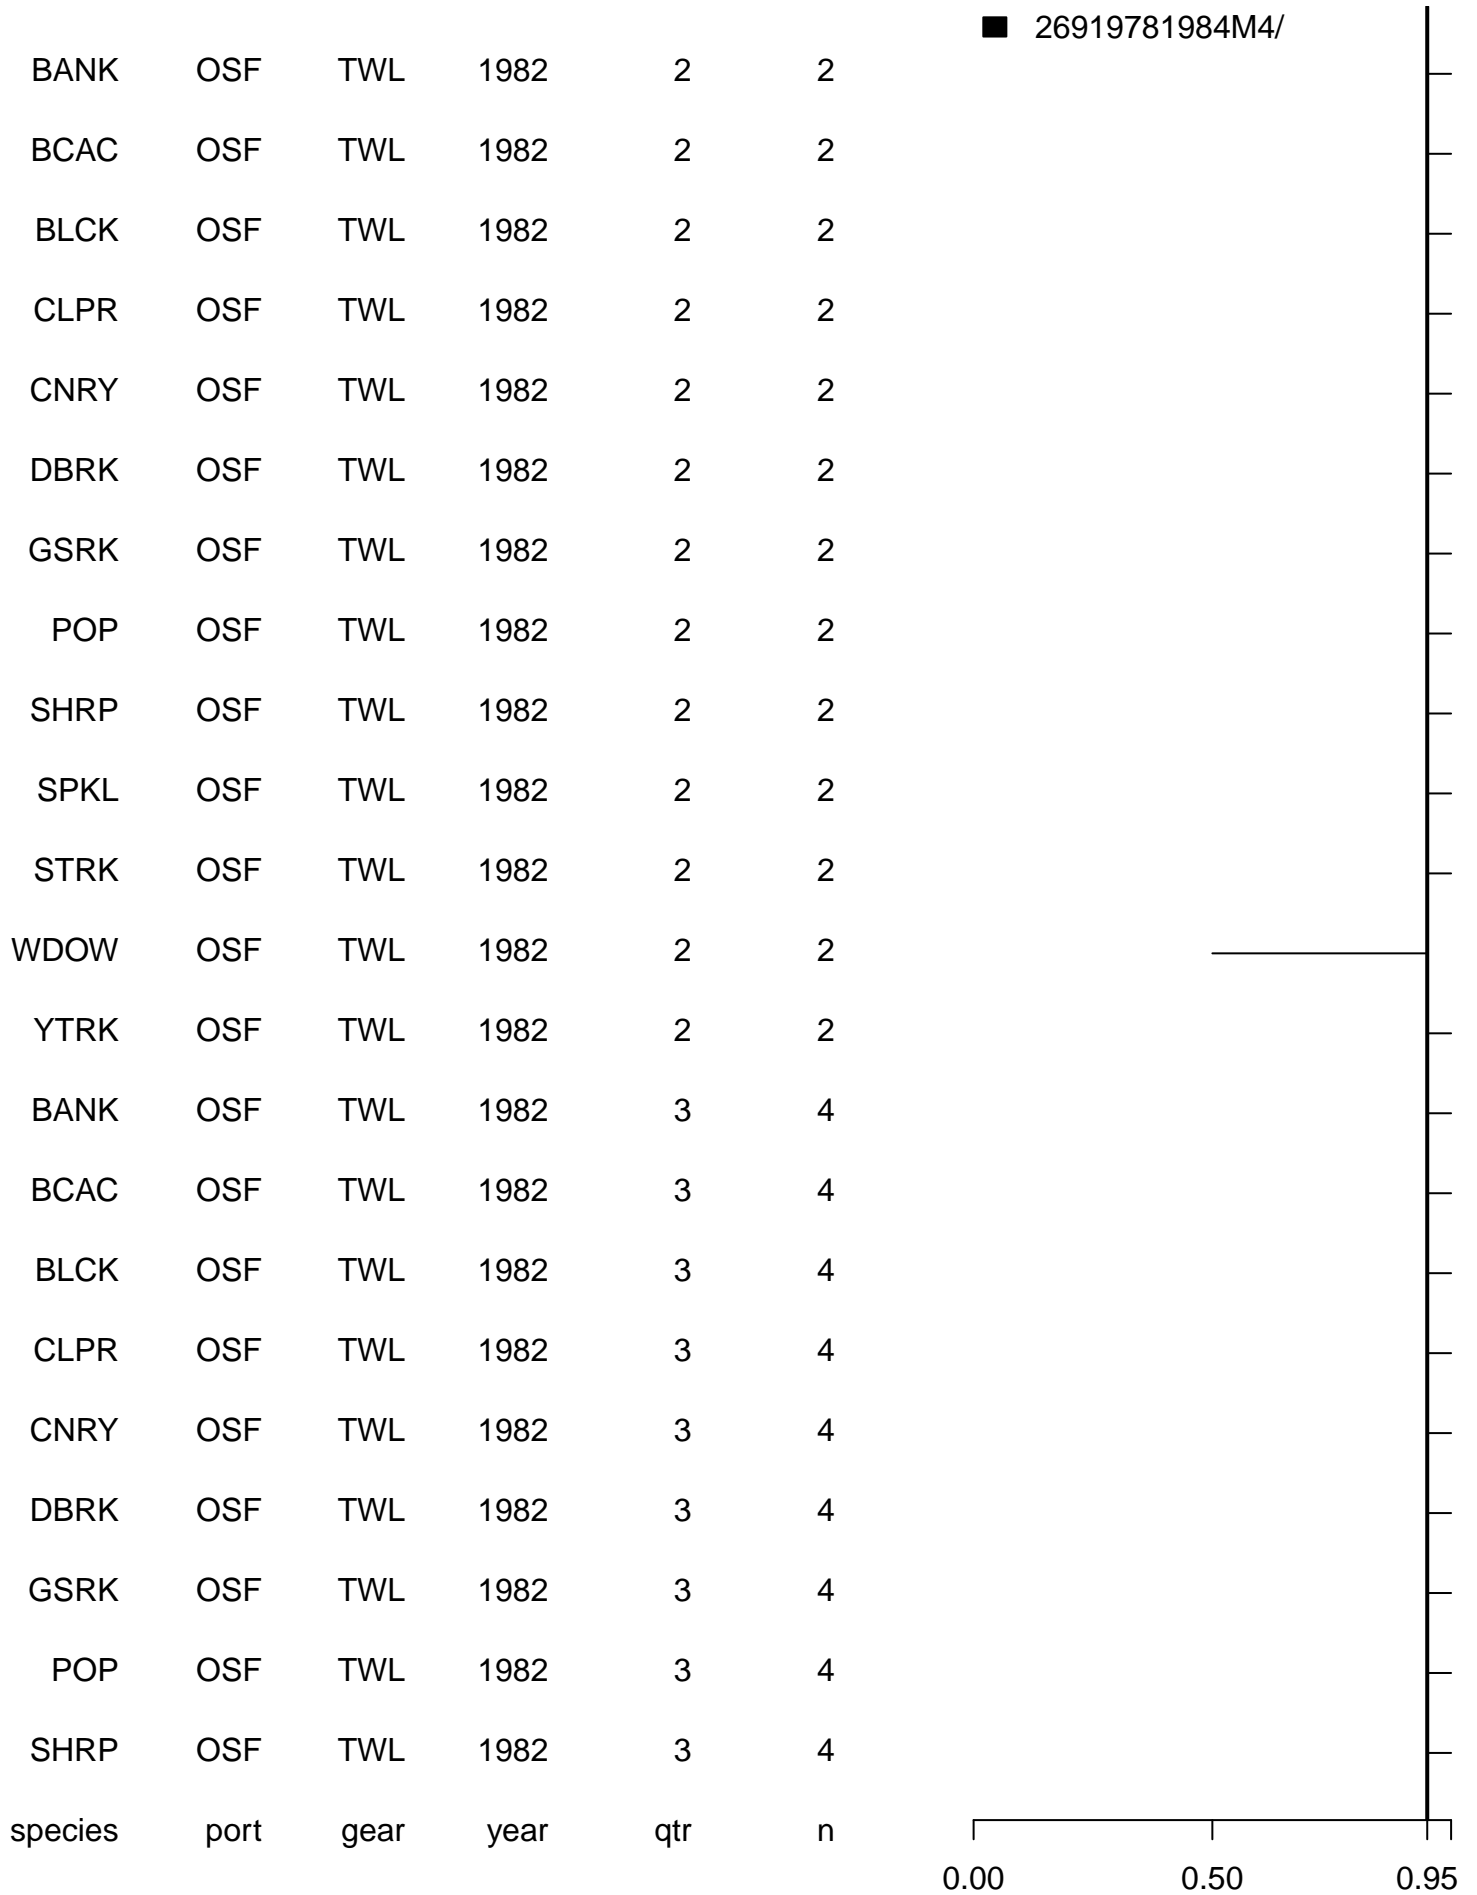 26919781984M4/
BANK OSF TWL 1982 2 2
BCAC OSF TWL 1982 2 2
BLCK OSF TWL 1982 2 2
CLPR OSF TWL 1982 2 2
CNRY OSF TWL 1982 2 2
DBRK OSF TWL 1982 2 2
GSRK OSF TWL 1982 2 2
POP OSF TWL 1982 2 2
SHRP OSF TWL 1982 2 2
SPKL OSF TWL 1982 2 2
STRK OSF TWL 1982 2 2
WDOW OSF TWL 1982 2 2
YTRK OSF TWL 1982 2 2
BANK OSF TWL 1982 3 4
BCAC OSF TWL 1982 3 4
BLCK OSF TWL 1982 3 4
CLPR OSF TWL 1982 3 4
CNRY OSF TWL 1982 3 4
DBRK OSF TWL 1982 3 4
GSRK OSF TWL 1982 3 4
POP OSF TWL 1982 3 4
SHRP OSF TWL 1982 3 4
species port gear year qtr n
0.00 0.50 0.95